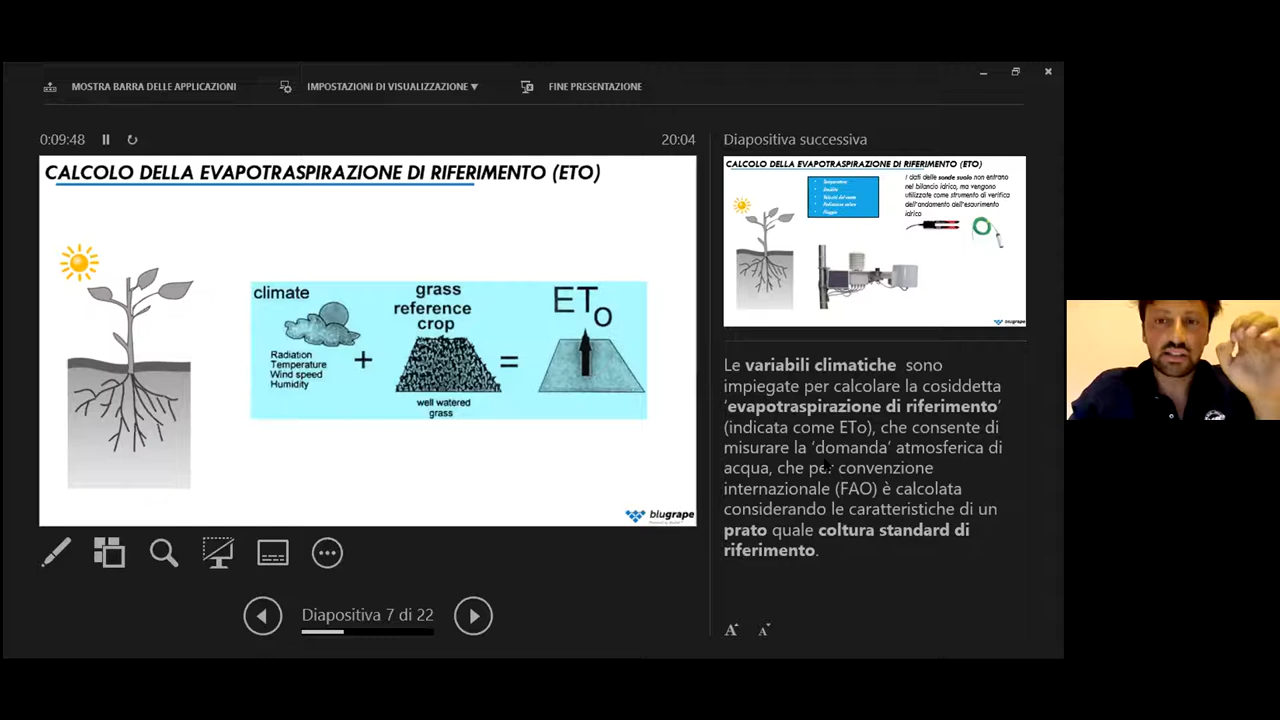 MOSTRA BARRA DELLE APPLICAZIONI
IMPOSTAZIONI DI VISUALIZZAZIONE ▼
FINE PRESENTAZIONE
0:09:48
20:04
CALCOLO DELLA EVAPOTRASPIRAZIONE DI RIFERIMENTO (ETO)
climate
Radiation
Temperature
Wind speed
Humidity
+
grass
reference
crop
well watered
grass
=
ETo
blugrape
Diapositiva 7 di 22
Diapositiva successiva
CALCOLO DELLA EVAPOTRASPIRAZIONE DI RIFERIMENTO (ETO)
I dati delle sonde suolo non entrano
nel bilancio idrico, ma vengono
utilizzate come strumento di verifica
dell'andamento dell'esaurimento
idrico
blugrape
Le variabili climatiche sono
impiegate per calcolare la cosiddetta
‘evapotraspirazione di riferimento’
(indicata come ETo), che consente di
misurare la ‘domanda’ atmosferica di
acqua, che per convenzione
internazionale (FAO) è calcolata
considerando le caratteristiche di un
prato quale coltura standard di
riferimento.
A A